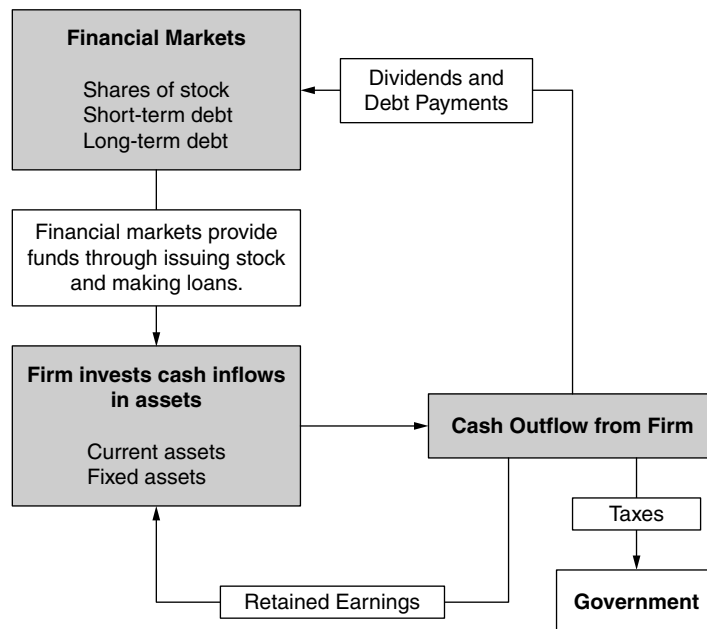 Financial Markets
Shares of stock
Short-term debt
Long-term debt
Dividends and
Debt Payments
Financial markets provide
funds through issuing stock
and making loans.
Firm invests cash inflows
in assets
Current assets
Fixed assets
Cash Outflow from Firm
Taxes
Retained Earnings
Government